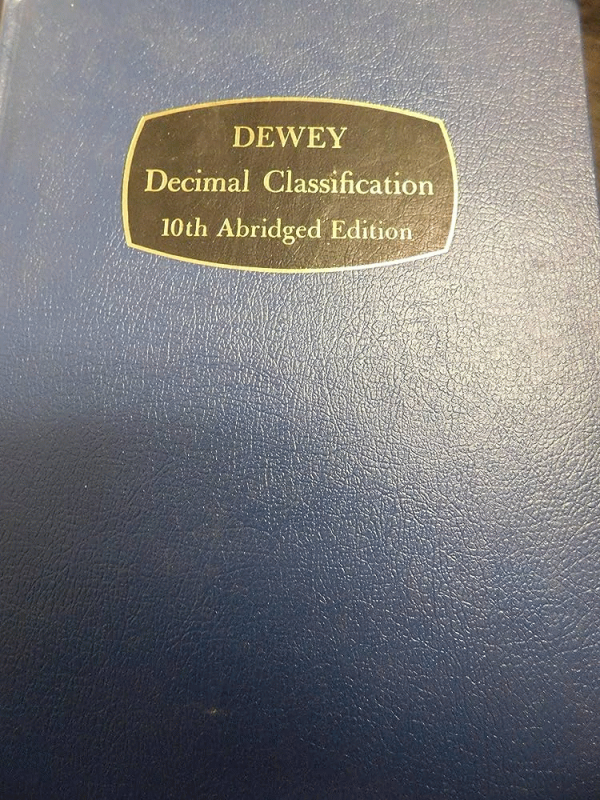 DEWEY
Decimal Classification
10th Abridged Edition